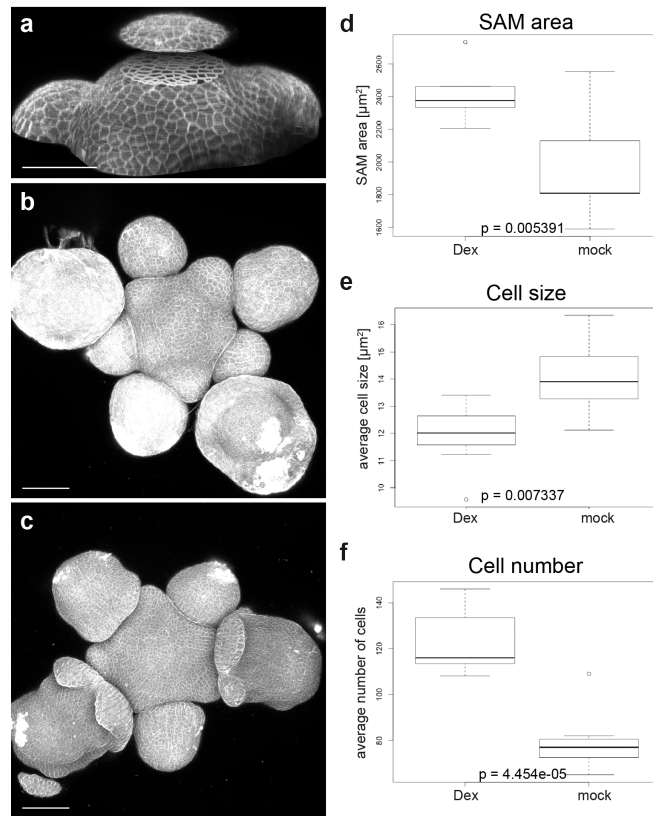 a
b
c
d
SAM area
SAM area [µm²]
2600
2400
2200
2000
1800
1600
p = 0.005391
Dex mock
e
Cell size
average cell size [µm²]
16
15
14
13
12
11
10
p = 0.007337
Dex mock
f
Cell number
average number of cells
140
120
100
80
p = 4.454e-05
Dex mock